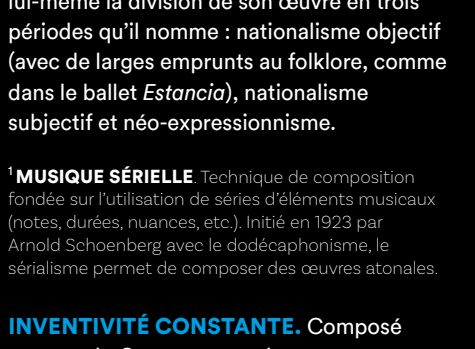 lui-même la division de son œuvre en trois
périodes qu'il nomme : nationalisme objectif
(avec de larges emprunts au folklore, comme
dans le ballet Estancia), nationalisme
subjectif et néo-expressionnisme.
¹ MUSIQUE SÉRIELLE. Technique de composition
fondée sur l'utilisation de séries d'éléments musicaux
(notes, durées, nuances, etc.). Initié en 1923 par
Arnold Schoenberg avec le dodécaphonisme, le
sérialisme permet de composer des œuvres atonales.
INVENTIVITÉ CONSTANTE. Composé